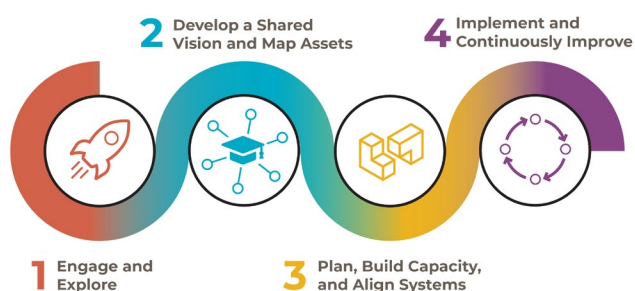 1 Engage and
Explore
2 Develop a Shared
Vision and Map Assets
3 Plan, Build Capacity,
and Align Systems
4 Implement and
Continuously Improve